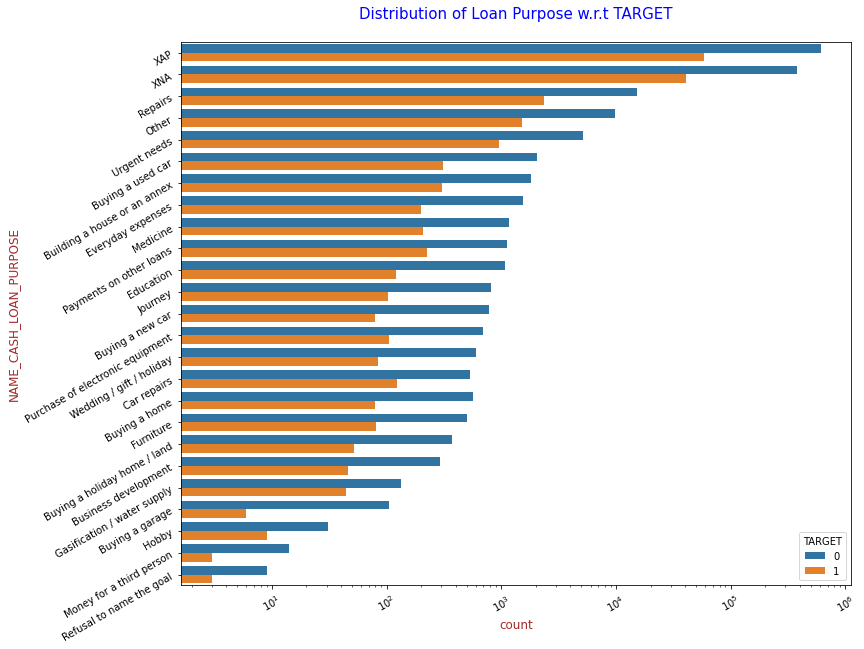 Distribution of Loan Purpose w.r.t TARGET
NAME_CASH_LOAN_PURPOSE
XAP
XNA
Repairs
Other
Urgent needs
Buying a used car
Building a house or an annex
Everyday expenses
Medicine
Payments on other loans
Education
Journey
Buying a new car
Purchase of electronic equipment
Wedding / gift / holiday
Car repairs
Buying a home
Furniture
Buying a holiday home / land
Business development
Gasification / water supply
Buying a garage
Hobby
Money for a third person
Refusal to name the goal
TARGET
0
1
10¹ 10² 10³ 10⁴ 10⁵ 10⁶
count